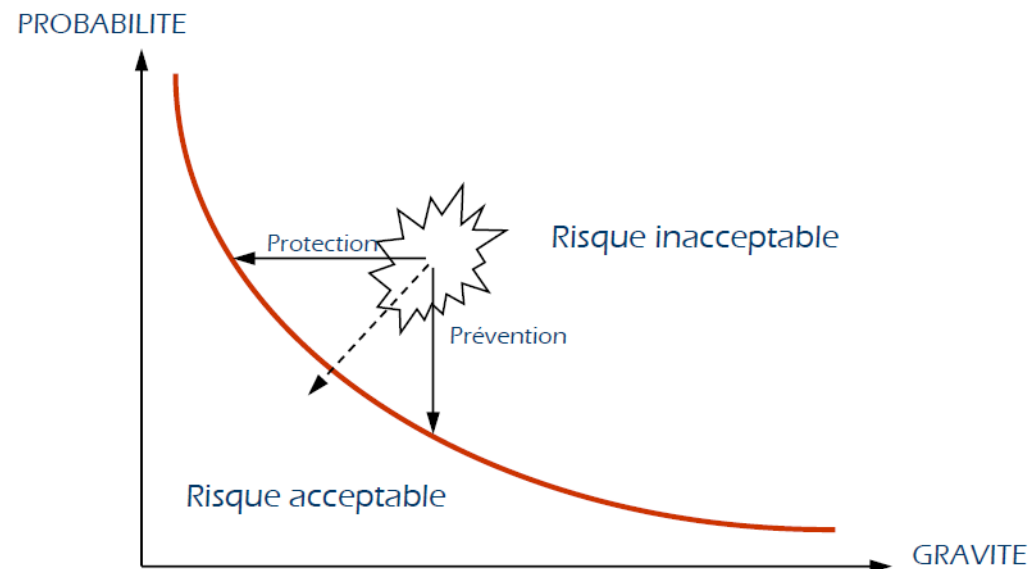 PROBABILITE
Protection
Risque inacceptable
Prévention
Risque acceptable
GRAVITE